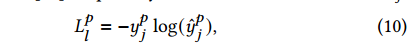 L_l^p = −y_j^p log(ŷ_j^p), (10)